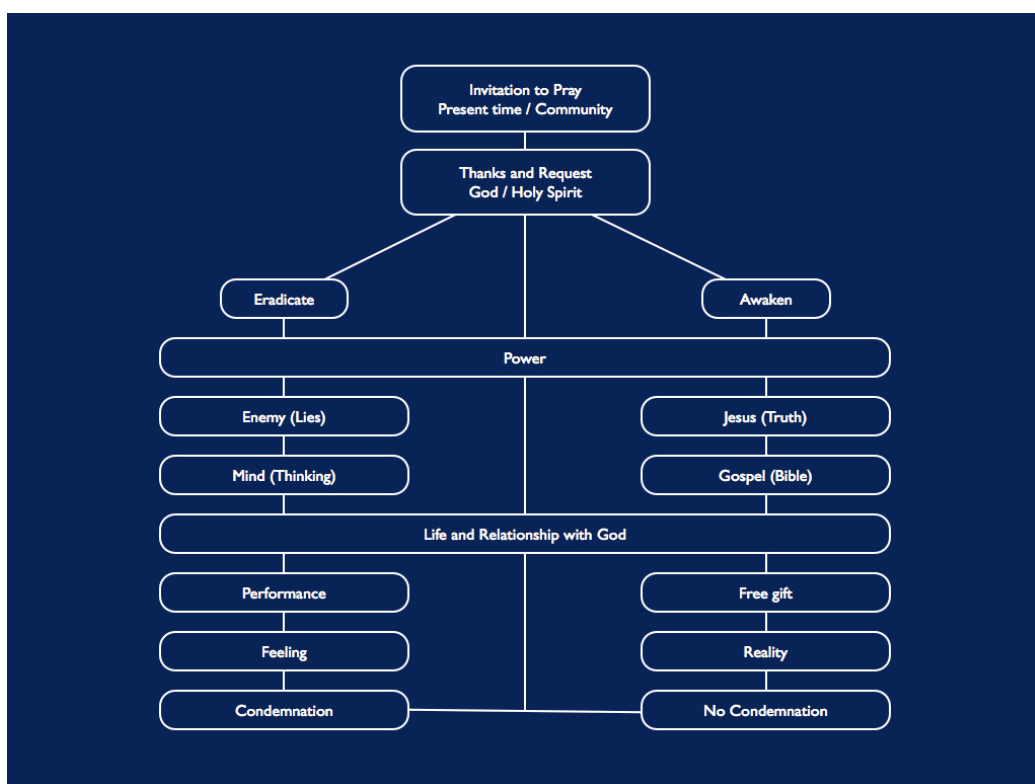 Invitation to Pray
Present time / Community
Thanks and Request
God / Holy Spirit
Eradicate
Awaken
Power
Enemy (Lies)
Jesus (Truth)
Mind (Thinking)
Gospel (Bible)
Life and Relationship with God
Performance
Free gift
Feeling
Reality
Condemnation
No Condemnation